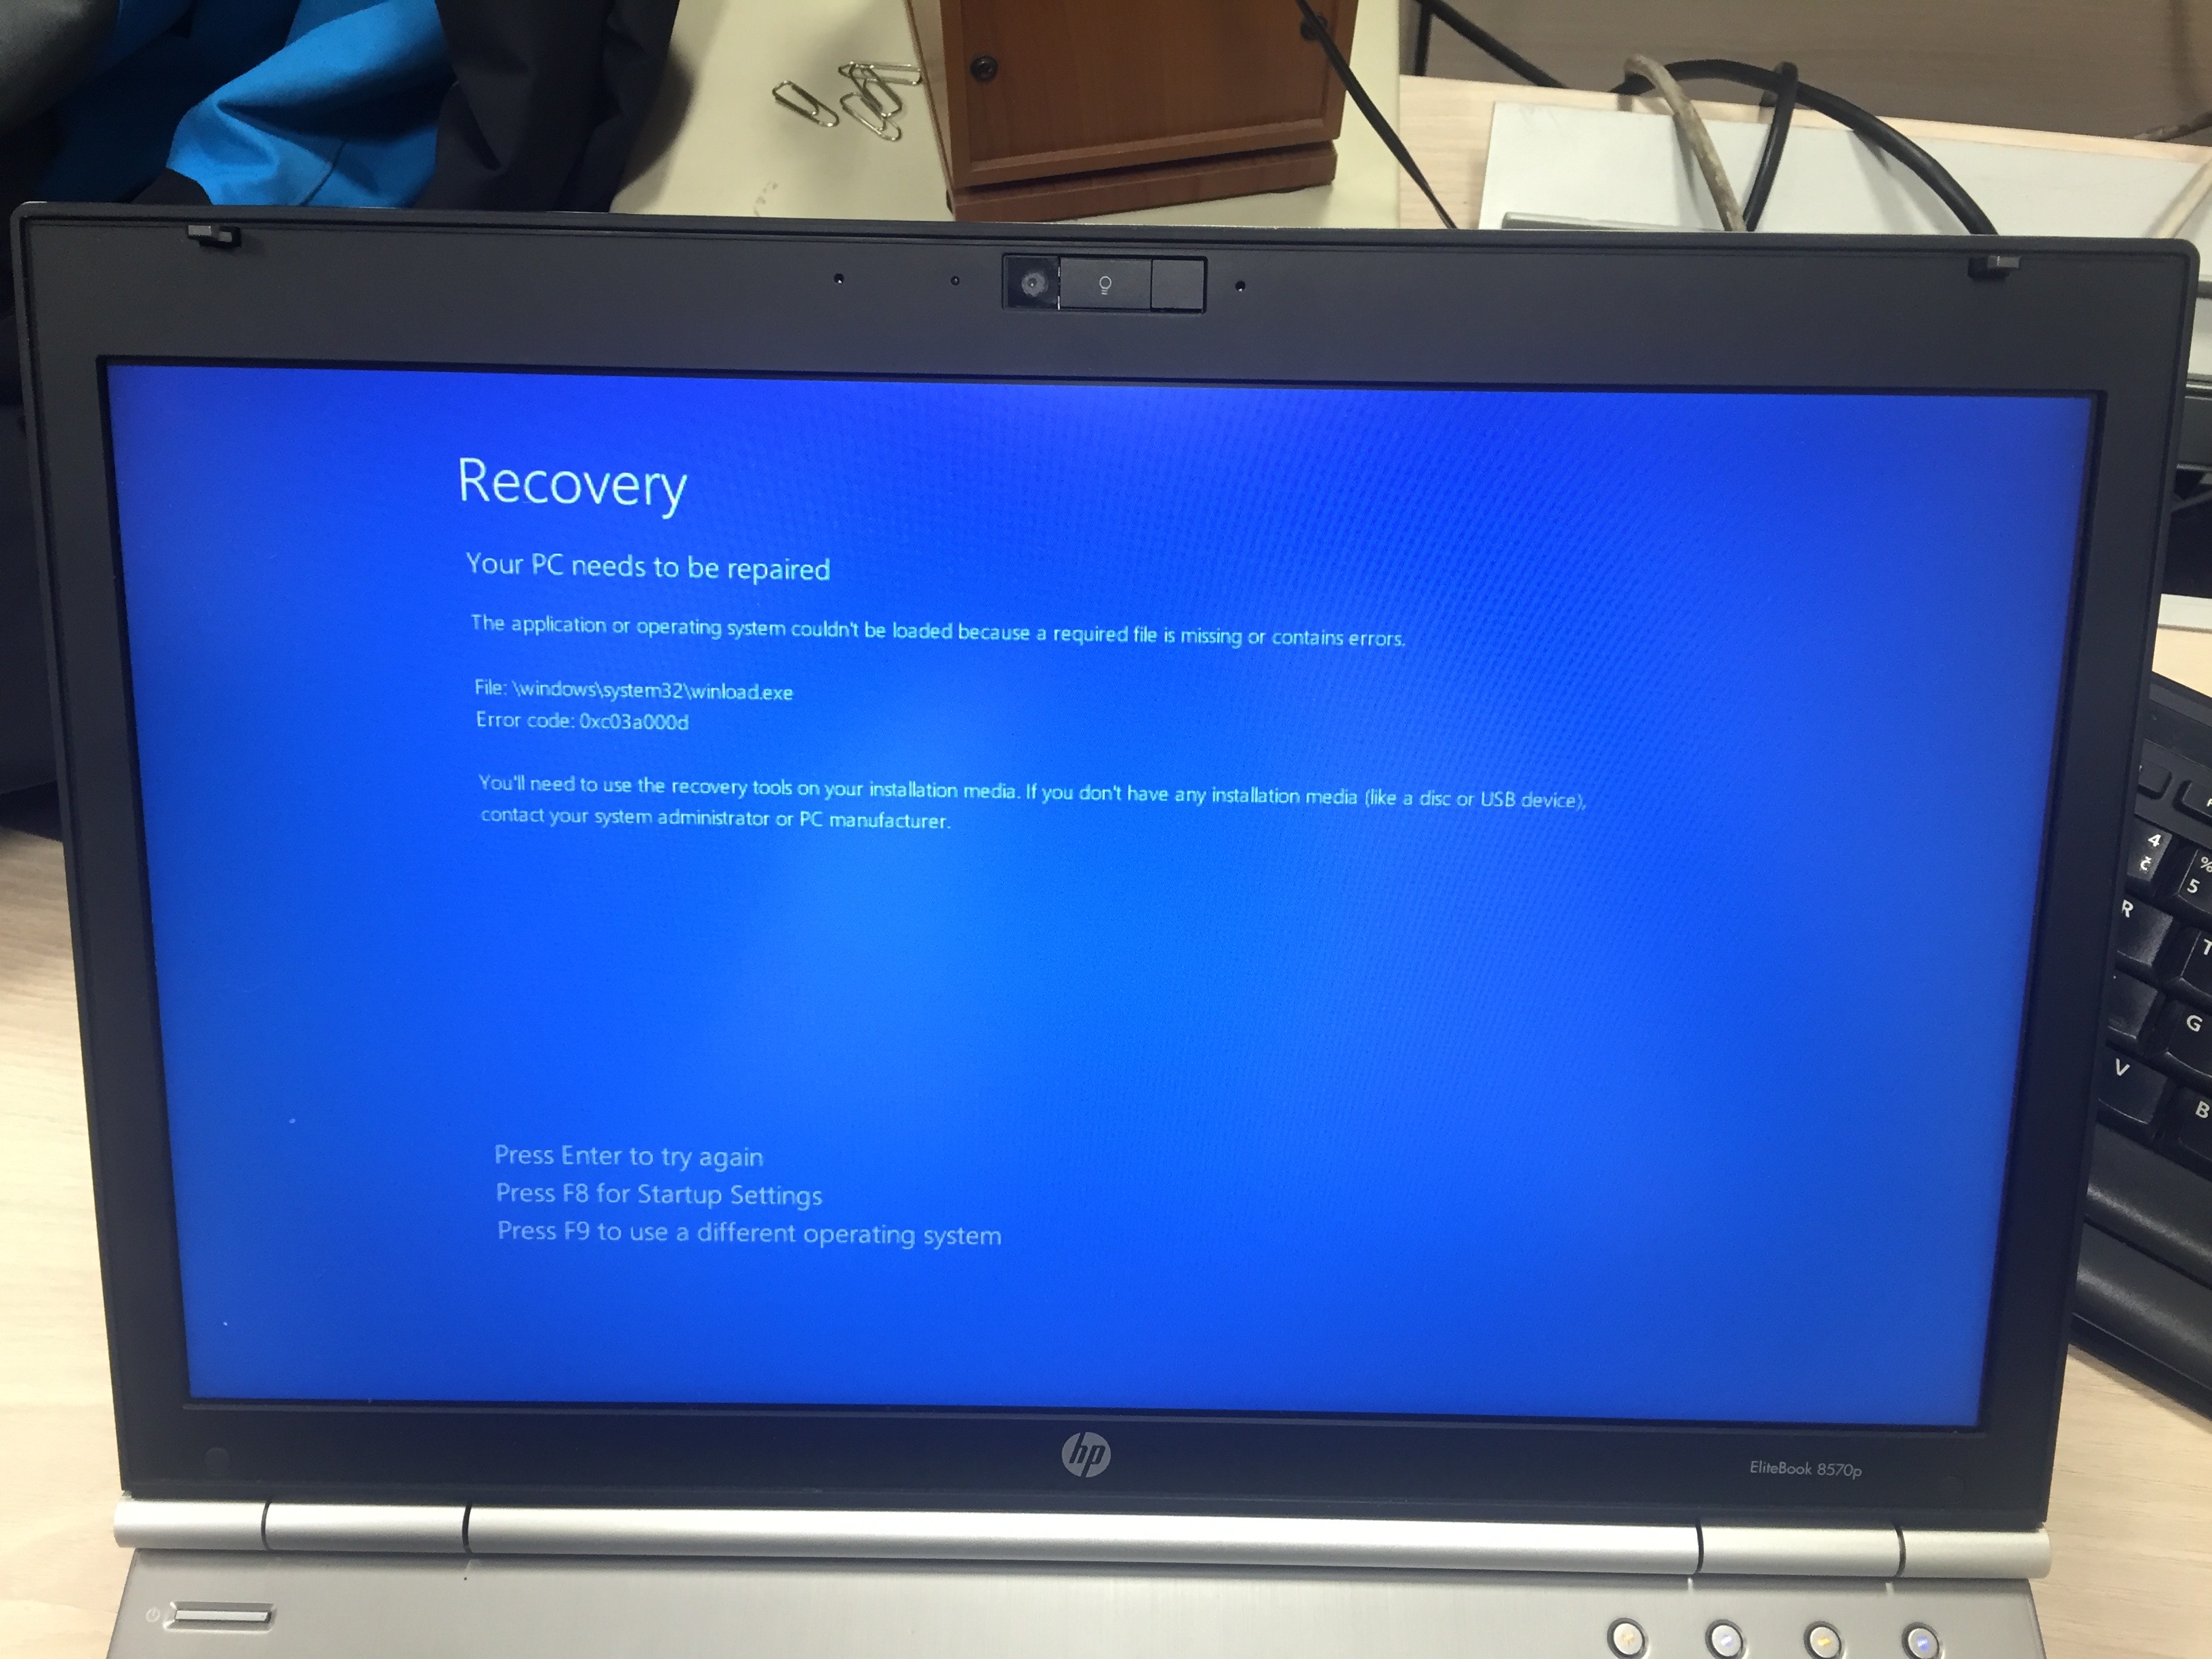 Recovery
Your PC needs to be repaired
The application or operating system couldn't be loaded because a required file is missing or contains errors.
File: \windows\system32\winload.exe
Error code: 0xc03a000d
You'll need to use the recovery tools on your installation media. If you don't have any installation media (like a disc or USB device),
contact your system administrator or PC manufacturer.
Press Enter to try again
Press F8 for Startup Settings
Press F9 to use a different operating system
hp
EliteBook 8570p
4
%
5
R
T
G
V
B